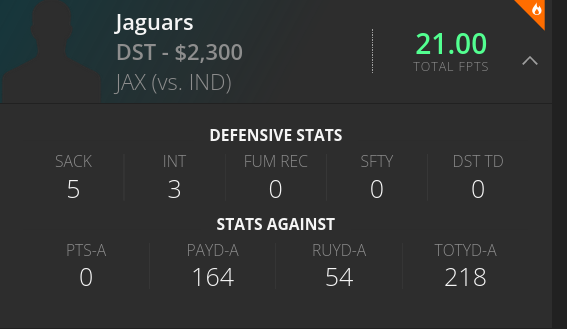 Jaguars
DST - $2,300
JAX (vs. IND)
21.00
TOTAL FPTS
DEFENSIVE STATS
SACK INT FUM REC SFTY DST TD
5 3 0 0 0
STATS AGAINST
PTS-A PAYD-A RUYD-A TOTYD-A
0 164 54 218